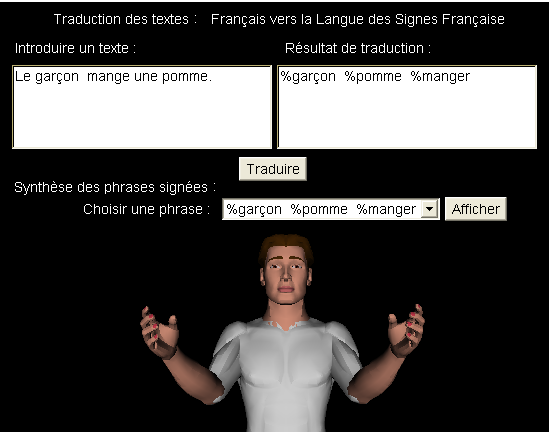 Traduction des textes : Français vers la Langue des Signes Française
Introduire un texte : Résultat de traduction :
Le garçon mange une pomme. %garçon %pomme %manger
Traduire
Synthèse des phrases signées :
Choisir une phrase : %garçon %pomme %manger Afficher